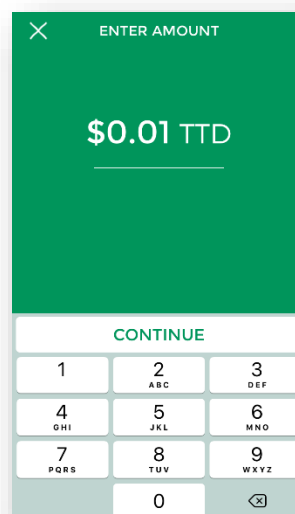 ENTER AMOUNT
$0.01 TTD
CONTINUE
1 2 3
ABC DEF
4 5 6
GHI JKL MNO
7 8 9
PQRS TUV WXYZ
0